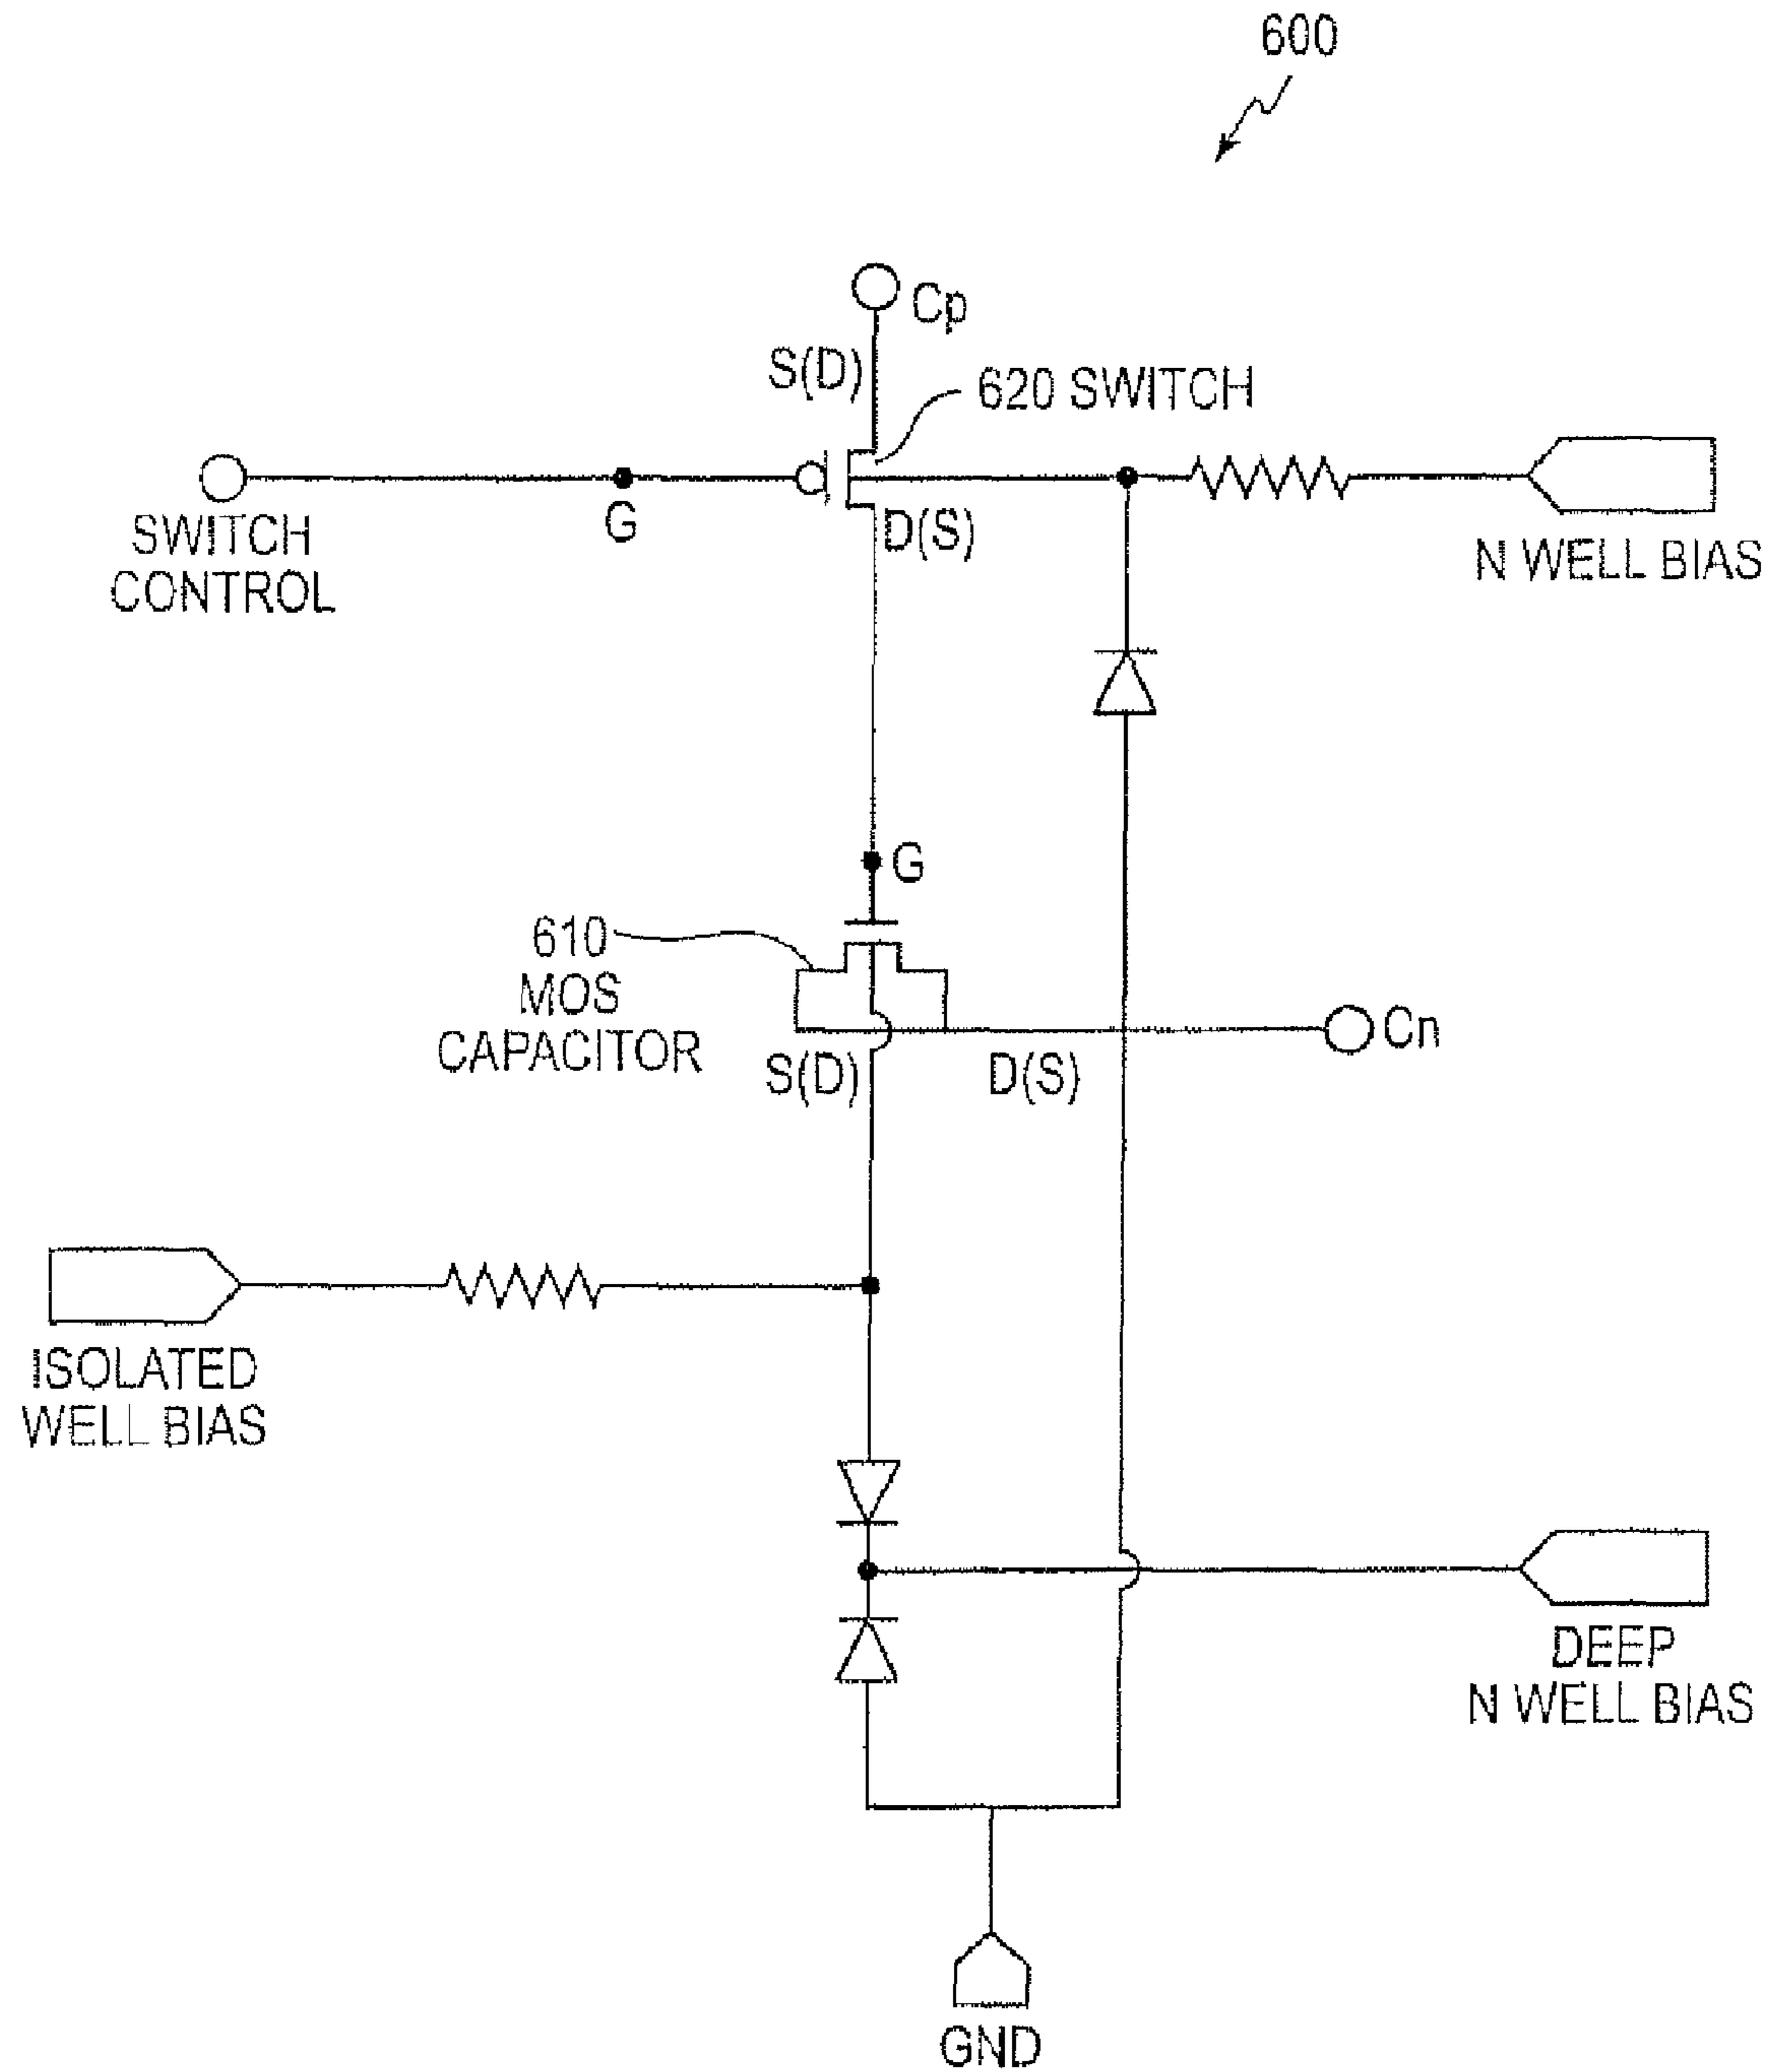 600
Cp
S(D)
620 SWITCH
G
D(S)
SWITCH
CONTROL
N WELL BIAS
G
610
MOS
CAPACITOR
Cn
S(D)
D(S)
ISOLATED
WELL BIAS
DEEP
N WELL BIAS
GND